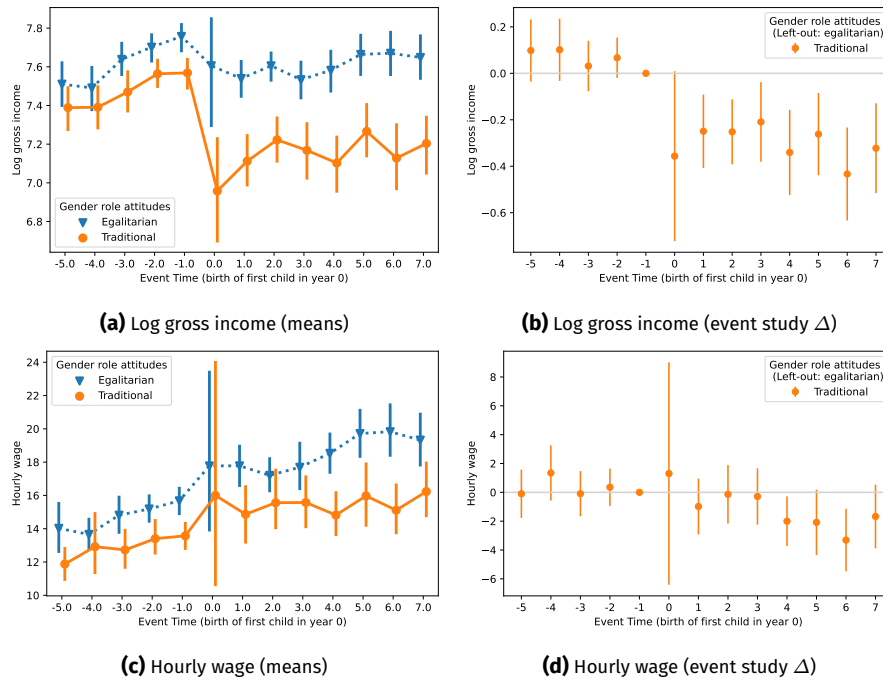 7.8
7.6
7.4
7.2
7.0
6.8
Log gross income
Gender role attitudes
Egalitarian
Traditional
-5.0 -4.0 -3.0 -2.0 -1.0 0.0 1.0 2.0 3.0 4.0 5.0 6.0 7.0
Event Time (birth of first child in year 0)
(a) Log gross income (means)
0.2
0.0
−0.2
−0.4
−0.6
Log gross income
Gender role attitudes
(Left-out: egalitarian)
Traditional
-5 -4 -3 -2 -1 0 1 2 3 4 5 6 7
Event Time (birth of first child in year 0)
(b) Log gross income (event study Δ)
24
22
20
18
16
14
12
10
Hourly wage
Gender role attitudes
Egalitarian
Traditional
-5.0 -4.0 -3.0 -2.0 -1.0 0.0 1.0 2.0 3.0 4.0 5.0 6.0 7.0
Event Time (birth of first child in year 0)
(c) Hourly wage (means)
8
6
4
2
0
−2
−4
−6
Hourly wage
Gender role attitudes
(Left-out: egalitarian)
Traditional
-5 -4 -3 -2 -1 0 1 2 3 4 5 6 7
Event Time (birth of first child in year 0)
(d) Hourly wage (event study Δ)